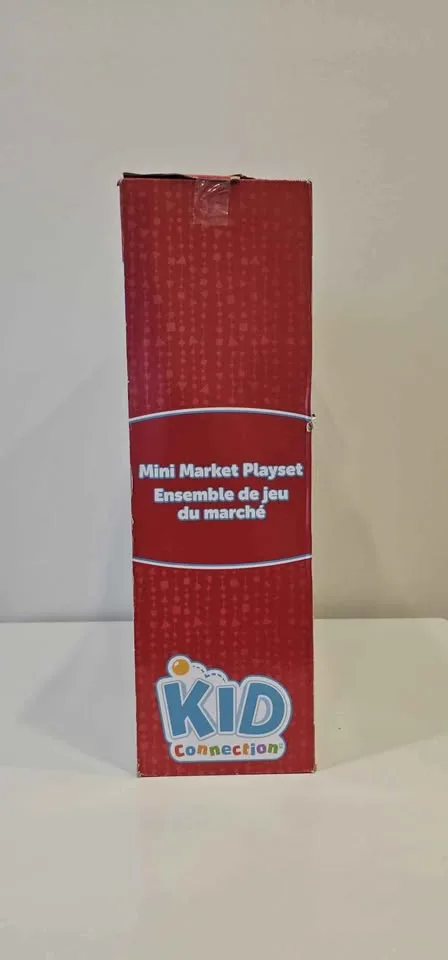 Mini Market Playset
Ensemble de jeu
du marché
KID
Connection